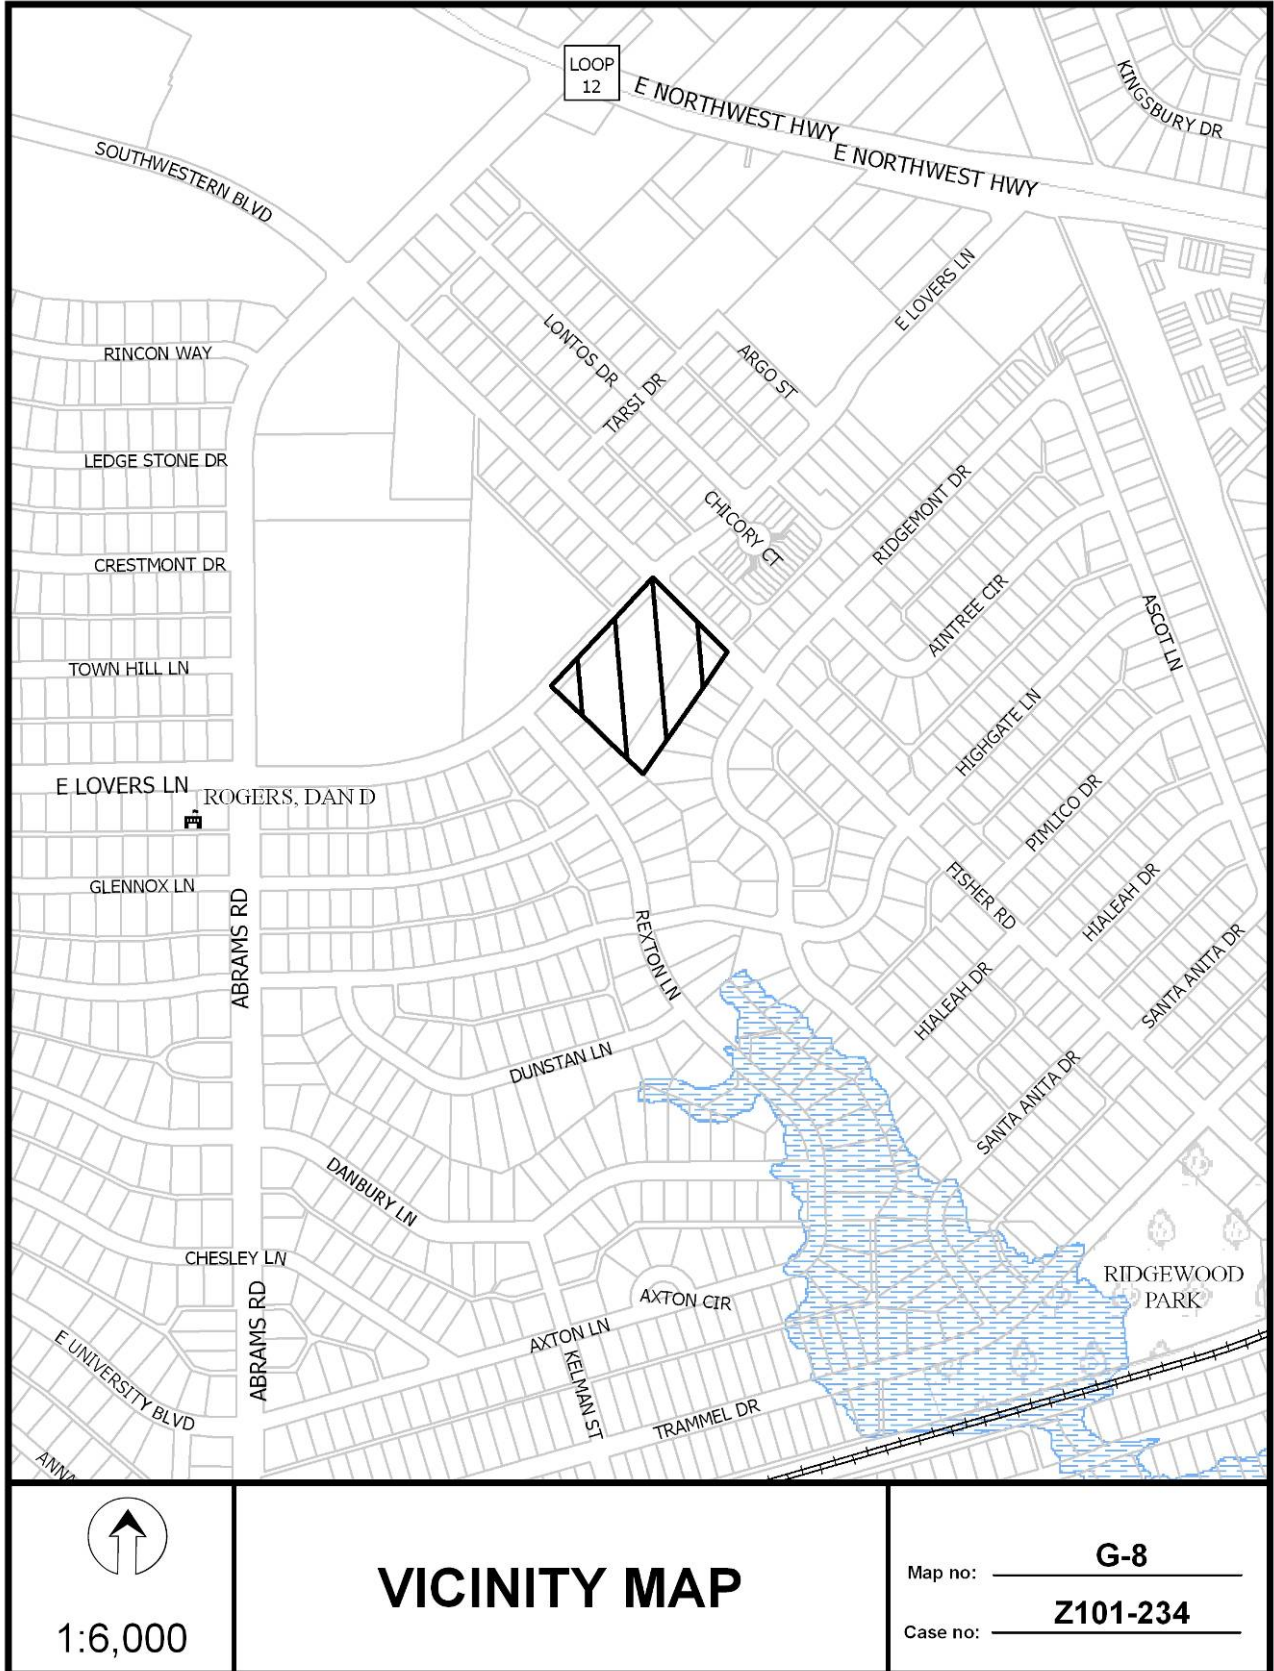 LOOP
12
E NORTHWEST HWY
E NORTHWEST HWY
KINGSBURY DR
SOUTHWESTERN BLVD
E LOVERS LN
RINCON WAY
LONTOS DR
TARSI DR
ARGO ST
LEDGE STONE DR
CHICORY CT
RIDGEMONT DR
CRESTMONT DR
AINTREE CIR
ASCOT LN
TOWN HILL LN
HIGHGATE LN
E LOVERS LN
ROGERS, DAN D
PIMLICO DR
GLENNOX LN
ABRAMS RD
REXTON LN
FISHER RD
HIALEAH DR
HIALEAH DR
SANTA ANITA DR
DUNSTAN LN
SANTA ANITA DR
DANBURY LN
CHESLEY LN
ABRAMS RD
AXTON CIR
RIDGEWOOD
PARK
AXTON LN
KELMAN ST
E UNIVERSITY BLVD
TRAMMEL DR
1:6,000
VICINITY MAP
Map no: G-8
Case no: Z101-234